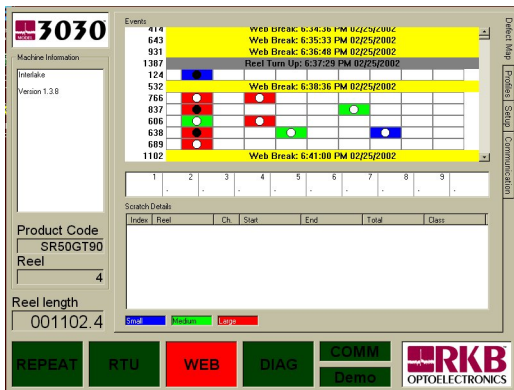 MODEL 3030
Machine Information
Interlake
Version 1.3.8
Product Code
SR50GT90
Reel
4
Reel length
001102.4
Events
414 Web Break: 6:34:36 PM 02/25/2002
643 Web Break: 6:35:33 PM 02/25/2002
931 Web Break: 6:36:48 PM 02/25/2002
1387 Reel Turn Up: 6:37:29 PM 02/25/2002
124
532 Web Break: 6:38:36 PM 02/25/2002
766
837
606
638
689
1102 Web Break: 6:41:00 PM 02/25/2002
1 2 3 4 5 6 7 8 9
Scratch Details
Index Reel Ch. Start End Total Class
Small Medium Large
Defect Map
Profiles
Setup
Communication
REPEAT RTU WEB DIAG COMM
Demo
RKB
OPTOELECTRONICS